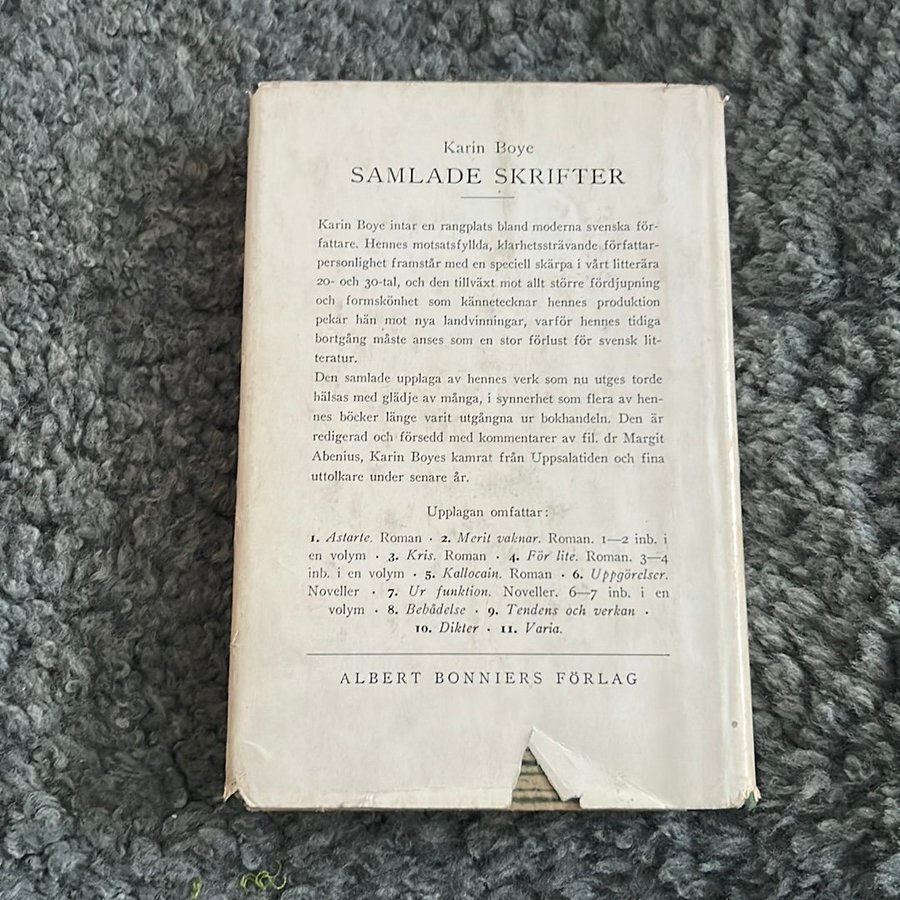 Karin Boye
SAMLADE SKRIFTER
Karin Boye intar en rangplats bland moderna svenska för-
fattare. Hennes motsatsfyllda, klarhetssträvande författar-
personlighet framstår med en speciell skärpa i vårt litterära
20- och 30-tal, och den tillväxt mot allt större fördjupning
och formskönhet som kännetecknar hennes produktion
pekar hän mot nya landvinningar, varför hennes tidiga
bortgång måste anses som en stor förlust för svensk lit-
teratur.
Den samlade upplaga av hennes verk som nu utges torde
hälsas med glädje av många, i synnerhet som flera av hen-
nes böcker länge varit utgångna ur bokhandeln. Den är
redigerad och försedd med kommentarer av fil. dr Margit
Abenius, Karin Boyes kamrat från Uppsalatiden och fina
uttolkare under senare år.
Upplagan omfattar:
1. Astarte. Roman · 2. Merit vaknar. Roman. 1—2 inb. i
en volym · 3. Kris. Roman · 4. För lite. Roman. 3—4
inb. i en volym · 5. Kallocain. Roman · 6. Uppgörelser.
Noveller · 7. Ur funktion. Noveller. 6—7 inb. i en
volym · 8. Bebådelse · 9. Tendens och verkan ·
10. Dikter · 11. Varia.
ALBERT BONNIERS FÖRLAG